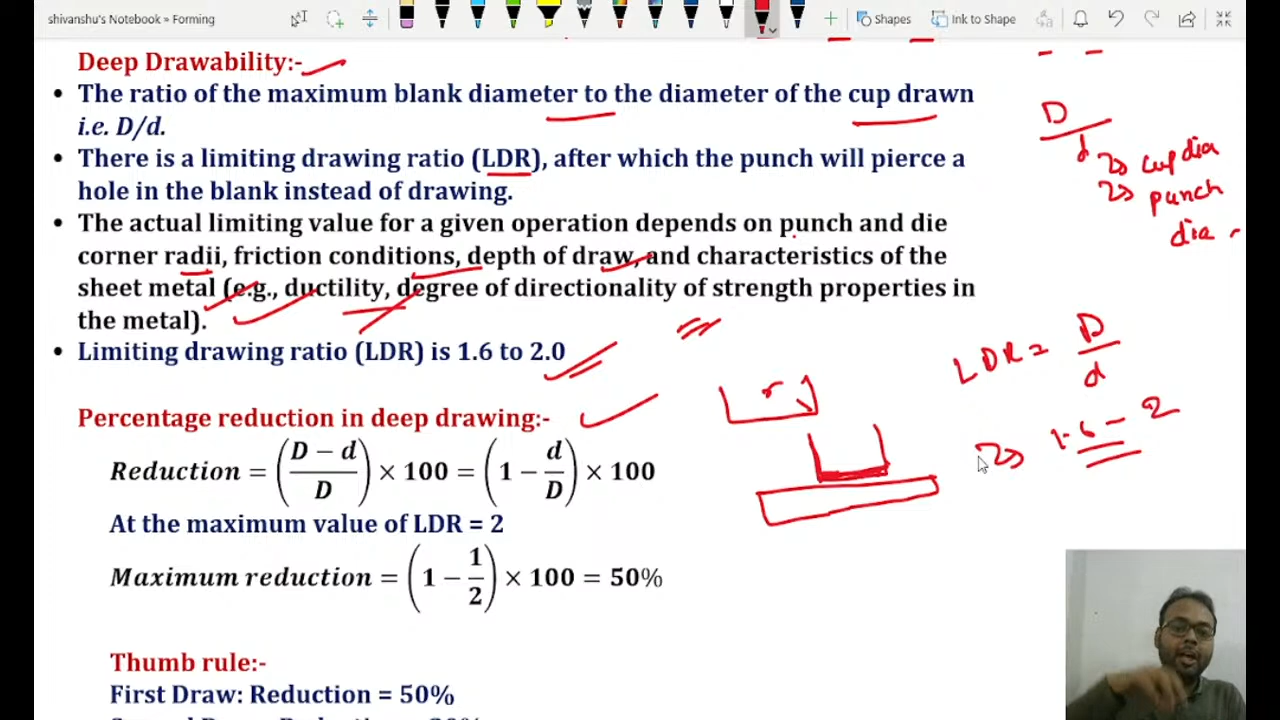 shivanshu's Notebook » Forming
Shapes
Ink to Shape
Deep Drawability:-
• The ratio of the maximum blank diameter to the diameter of the cup drawn
i.e. D/d.
• There is a limiting drawing ratio (LDR), after which the punch will pierce a
hole in the blank instead of drawing.
• The actual limiting value for a given operation depends on punch and die
corner radii, friction conditions, depth of draw, and characteristics of the
sheet metal (e.g., ductility, degree of directionality of strength properties in
the metal).
• Limiting drawing ratio (LDR) is 1.6 to 2.0
D
d
cup dia
punch
dia
LDR = D/d
1.6 – 2
r
Percentage reduction in deep drawing:-
Reduction = (D − d / D) × 100 = (1 − d/D) × 100
At the maximum value of LDR = 2
Maximum reduction = (1 − 1/2) × 100 = 50%
Thumb rule:-
First Draw: Reduction = 50%